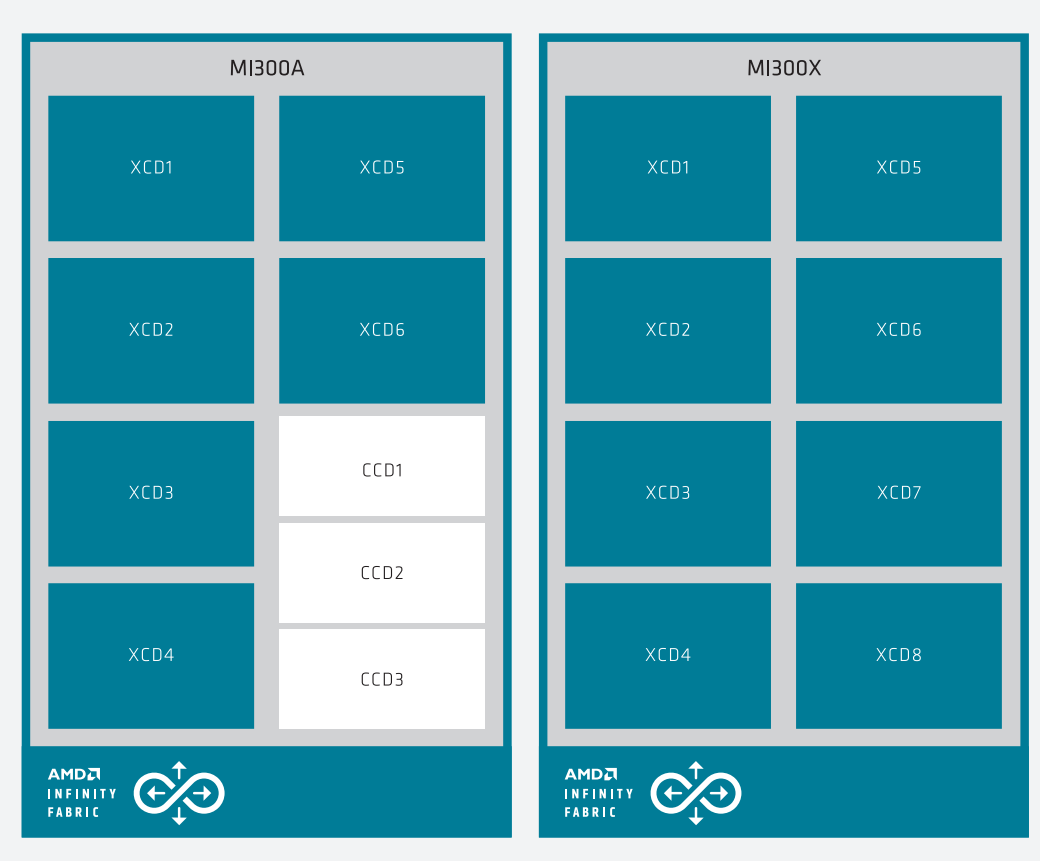 MI300A
XCD1
XCD5
XCD2
XCD6
XCD3
CCD1
CCD2
XCD4
CCD3
AMD
INFINITY
FABRIC
MI300X
XCD1
XCD5
XCD2
XCD6
XCD3
XCD7
XCD4
XCD8
AMD
INFINITY
FABRIC